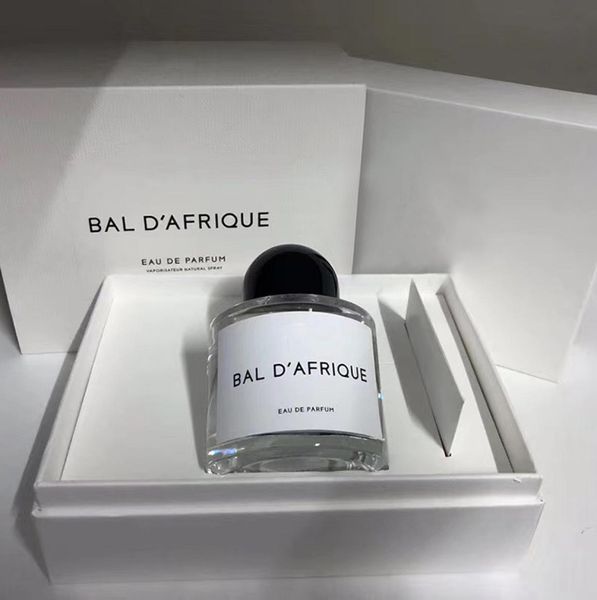 BAL D'AFRIQUE
EAU DE PARFUM
VAPORISATEUR NATURAL SPRAY
BAL D'AFRIQUE
EAU DE PARFUM